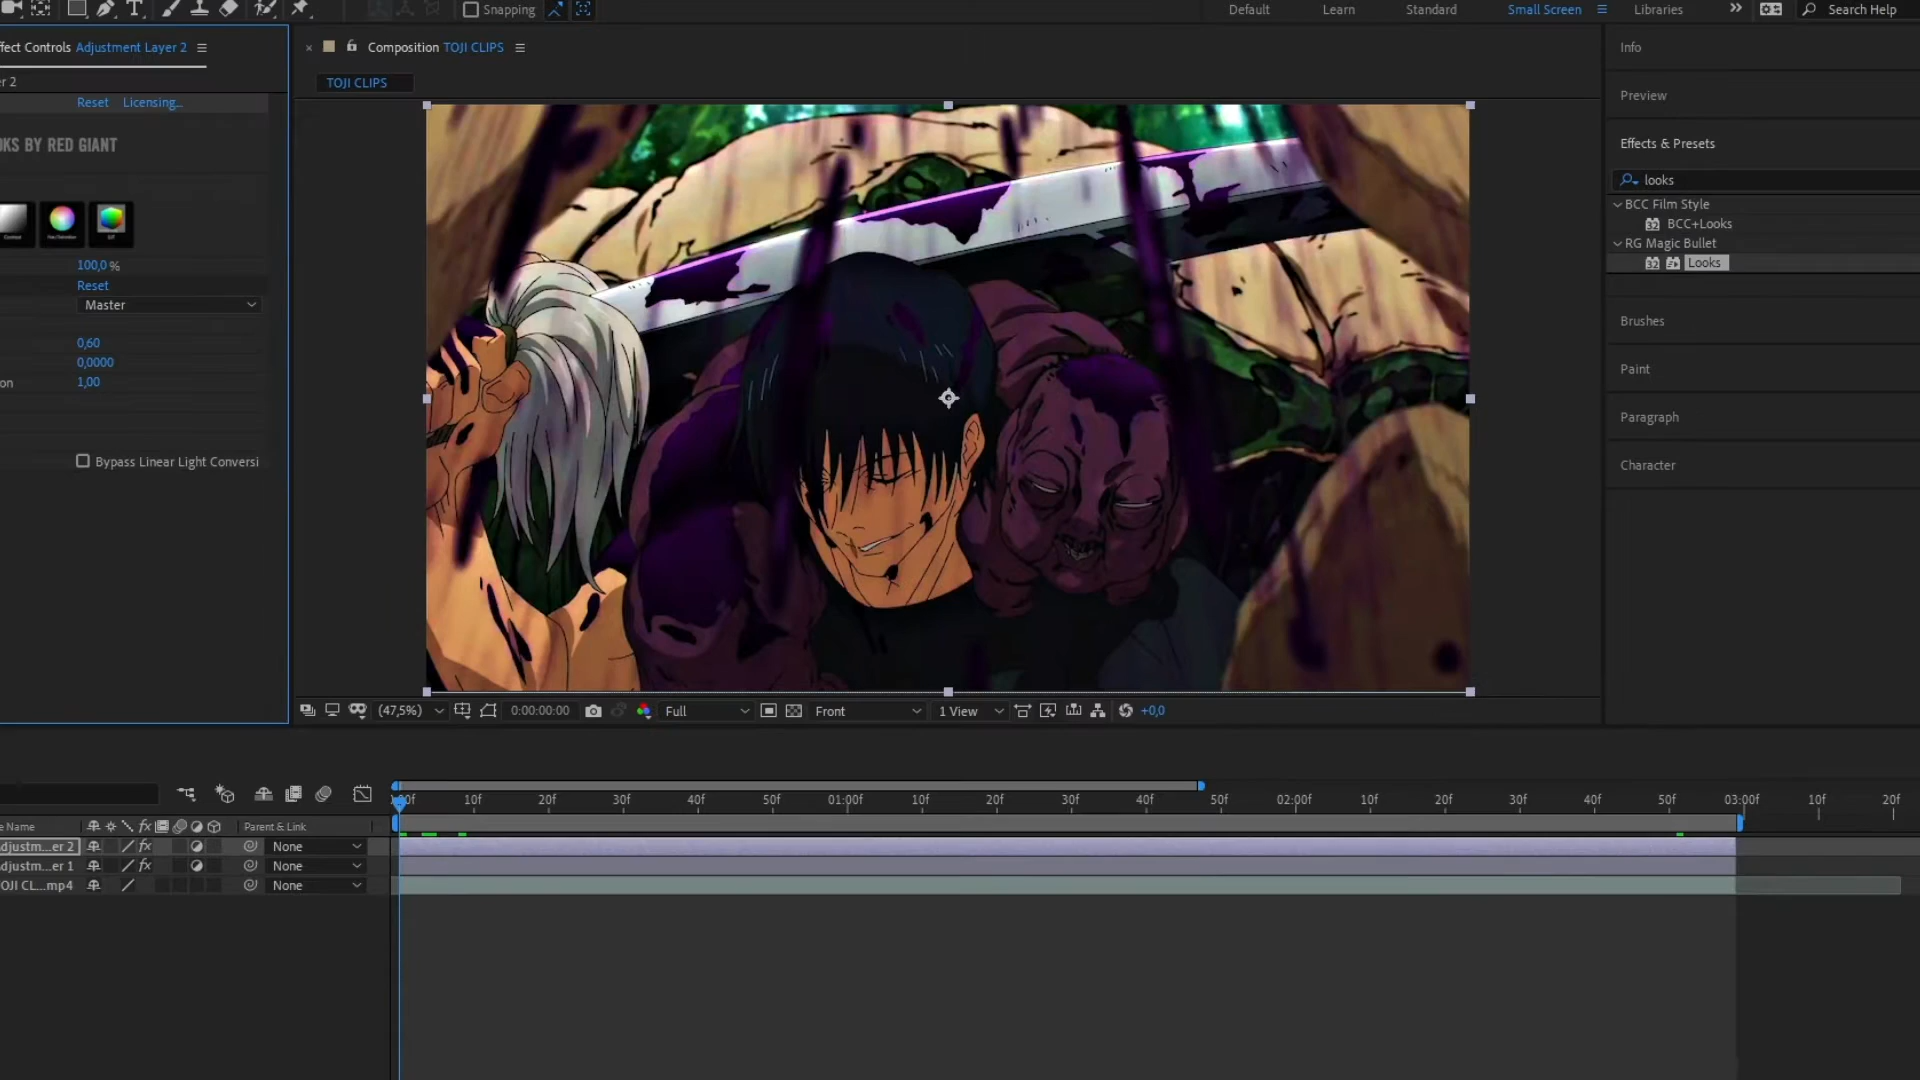 Snapping
Default
Learn
Standard
Small Screen
Libraries
Search Help
ffect Controls Adjustment Layer 2
er 2
Reset Licensing...
OKS BY RED GIANT
100,0 %
Reset
Master
0,60
0,0000
on 1,00
Bypass Linear Light Conversi
Composition TOJI CLIPS
TOJI CLIPS
(47,5%)
0:00:00:00
Full
Front
1 View
+0,0
Info
Preview
Effects & Presets
looks
BCC Film Style
BCC+Looks
RG Magic Bullet
Looks
Brushes
Paint
Paragraph
Character
:00f 10f 20f 30f 40f 50f 01:00f 10f 20f 30f 40f 50f 02:00f 10f 20f 30f 40f 50f 03:00f 10f 20f
e Name Parent & Link
djustm...er 2 None
djustm...er 1 None
OJI CL...mp4 None